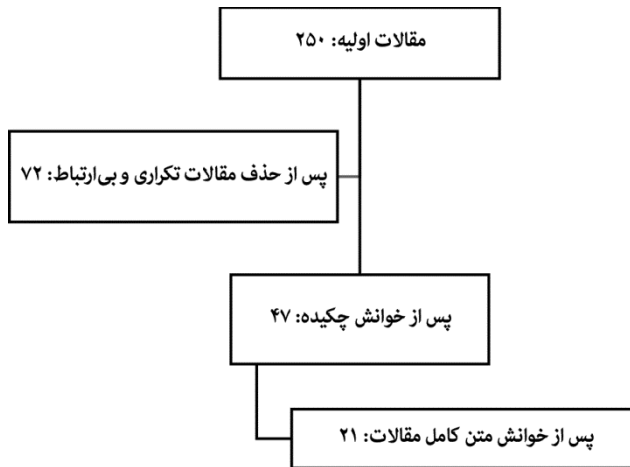 مقالات اولیه: ۲۵۰
پس از حذف مقالات تکراری و بی‌ارتباط: ۷۲
پس از خوانش چکیده: ۴۷
پس از خوانش متن کامل مقالات: ۲۱